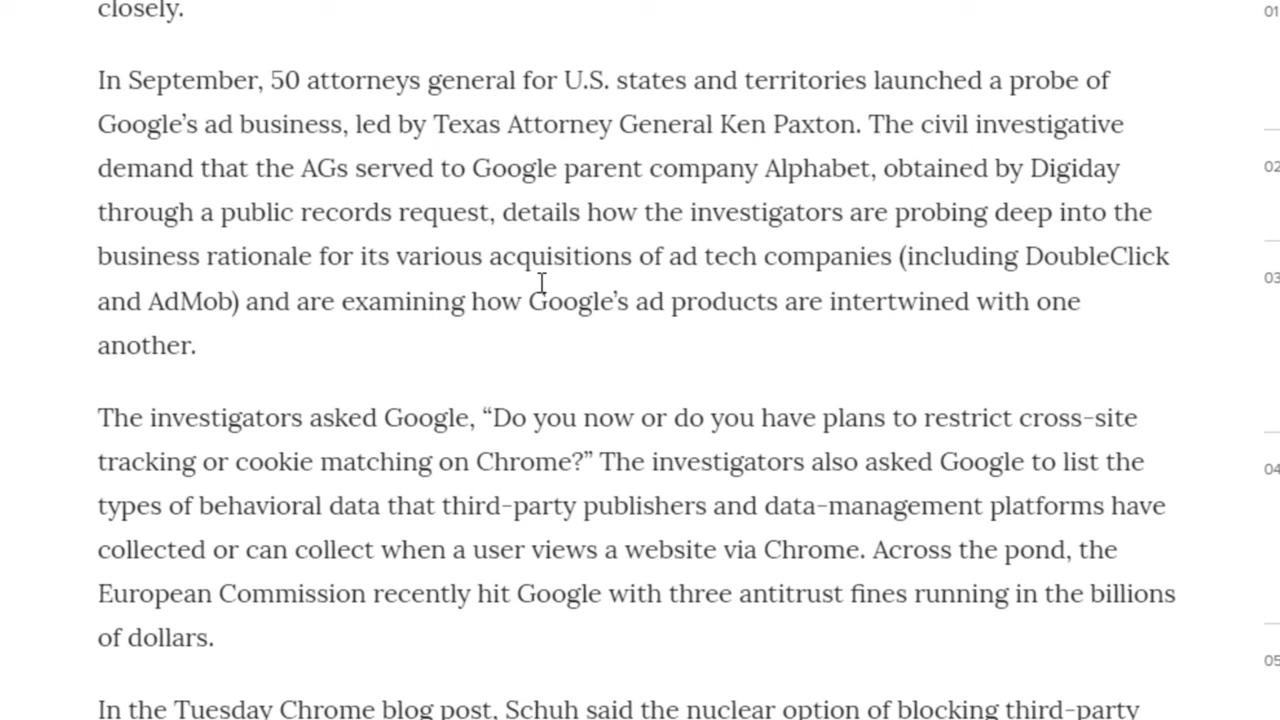 closely.
In September, 50 attorneys general for U.S. states and territories launched a probe of
Google’s ad business, led by Texas Attorney General Ken Paxton. The civil investigative
demand that the AGs served to Google parent company Alphabet, obtained by Digiday
through a public records request, details how the investigators are probing deep into the
business rationale for its various acquisitions of ad tech companies (including DoubleClick
and AdMob) and are examining how Google’s ad products are intertwined with one
another.
The investigators asked Google, “Do you now or do you have plans to restrict cross-site
tracking or cookie matching on Chrome?” The investigators also asked Google to list the
types of behavioral data that third-party publishers and data-management platforms have
collected or can collect when a user views a website via Chrome. Across the pond, the
European Commission recently hit Google with three antitrust fines running in the billions
of dollars.
In the Tuesday Chrome blog post, Schuh said the nuclear option of blocking third-party
01
02
03
04
05